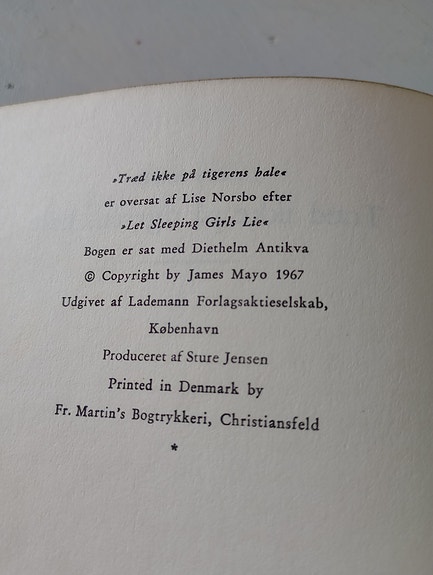 »Træd ikke på tigerens hale«
er oversat af Lise Norsbo efter
»Let Sleeping Girls Lie«
Bogen er sat med Diethelm Antikva
© Copyright by James Mayo 1967
Udgivet af Lademann Forlagsaktieselskab,
København
Produceret af Sture Jensen
Printed in Denmark by
Fr. Martin's Bogtrykkeri, Christiansfeld
*